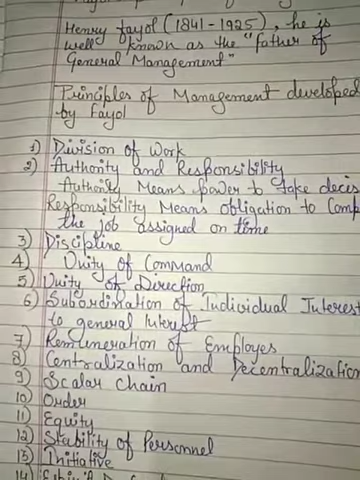 Henry fayol (1841-1925), he is
well known as the "father of
General Management"
Principles of Management developed
by Fayol
1) Division of Work
2) Authority and Responsibility
Authority Means power to take decis
Responsibility Means obligation to Comp
the job assigned on time
3) Discipline
4) Unity of Command
5) Unity of Direction
6) Subordination of Individual Interest
to general Interest
7) Remuneration of Employes
8) Centralization and Decentralization
9) Scalar chain
10) Order
11) Equity
12) Stability of Personnel
13) Initiative
14)